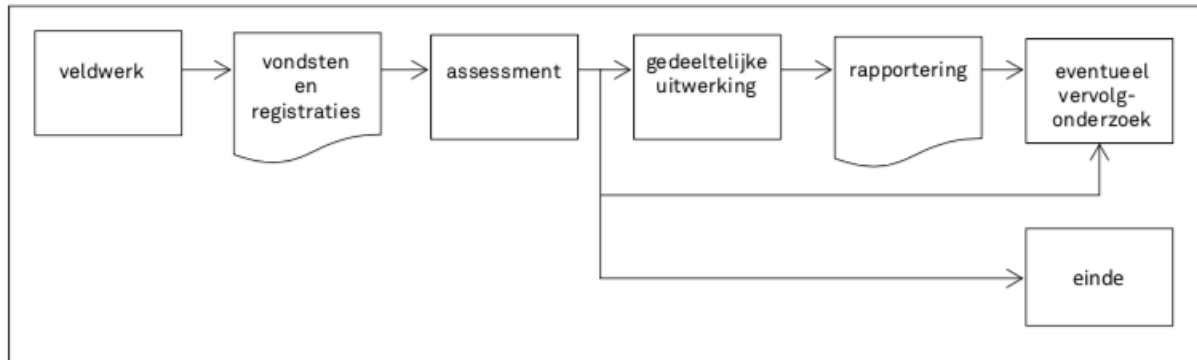 veldwerk
vondsten
en
registraties
assessment
gedeeltelijke
uitwerking
rapportering
eventueel
vervolg-
onderzoek
einde